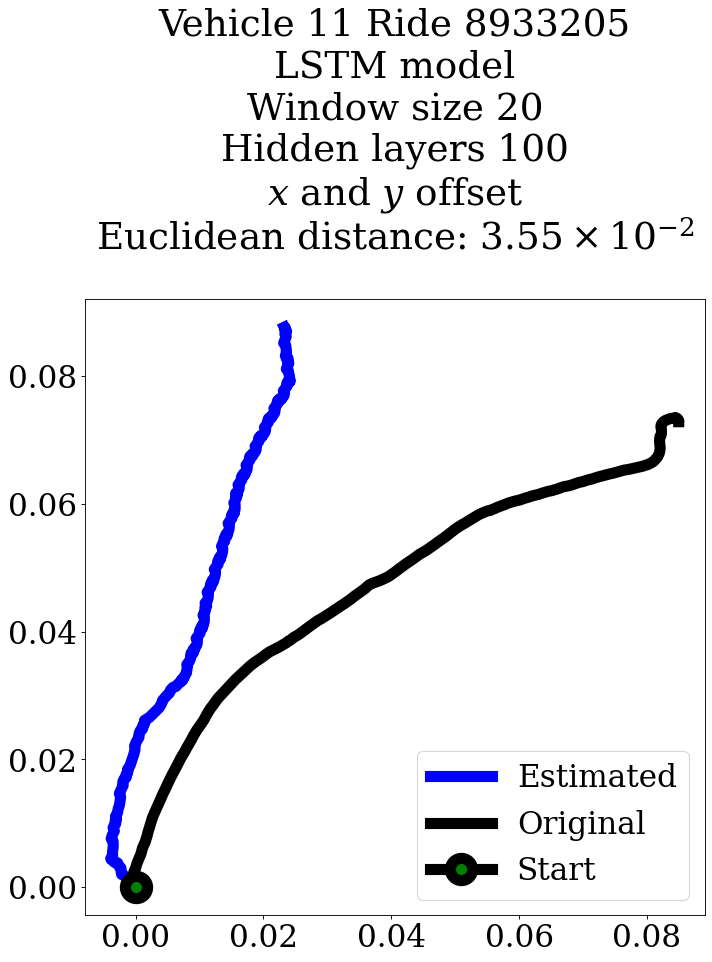 Vehicle 11 Ride 8933205
LSTM model
Window size 20
Hidden layers 100
x and y offset
Euclidean distance: 3.55 × 10⁻²
0.08
0.06
0.04
0.02
0.00
Estimated
Original
Start
0.00 0.02 0.04 0.06 0.08